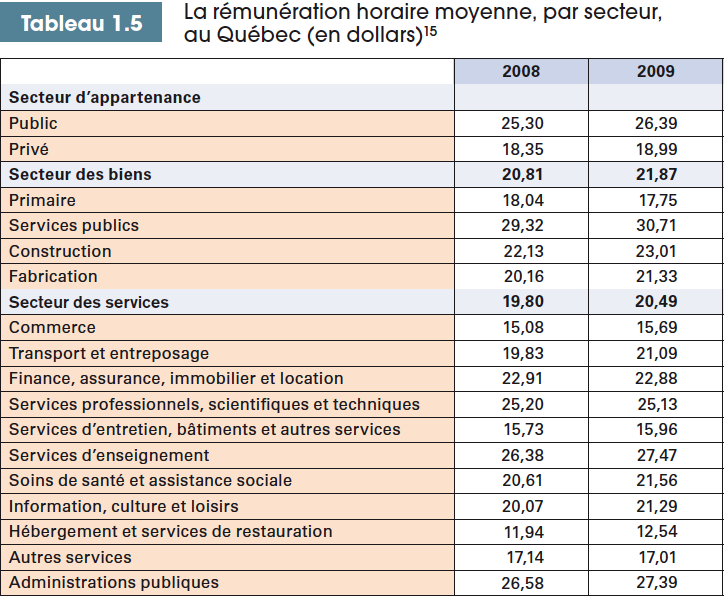 Tableau 1.5
La rémunération horaire moyenne, par secteur,
au Québec (en dollars)15
2008 2009
Secteur d'appartenance
Public 25,30 26,39
Privé 18,35 18,99
Secteur des biens 20,81 21,87
Primaire 18,04 17,75
Services publics 29,32 30,71
Construction 22,13 23,01
Fabrication 20,16 21,33
Secteur des services 19,80 20,49
Commerce 15,08 15,69
Transport et entreposage 19,83 21,09
Finance, assurance, immobilier et location 22,91 22,88
Services professionnels, scientifiques et techniques 25,20 25,13
Services d'entretien, bâtiments et autres services 15,73 15,96
Services d'enseignement 26,38 27,47
Soins de santé et assistance sociale 20,61 21,56
Information, culture et loisirs 20,07 21,29
Hébergement et services de restauration 11,94 12,54
Autres services 17,14 17,01
Administrations publiques 26,58 27,39